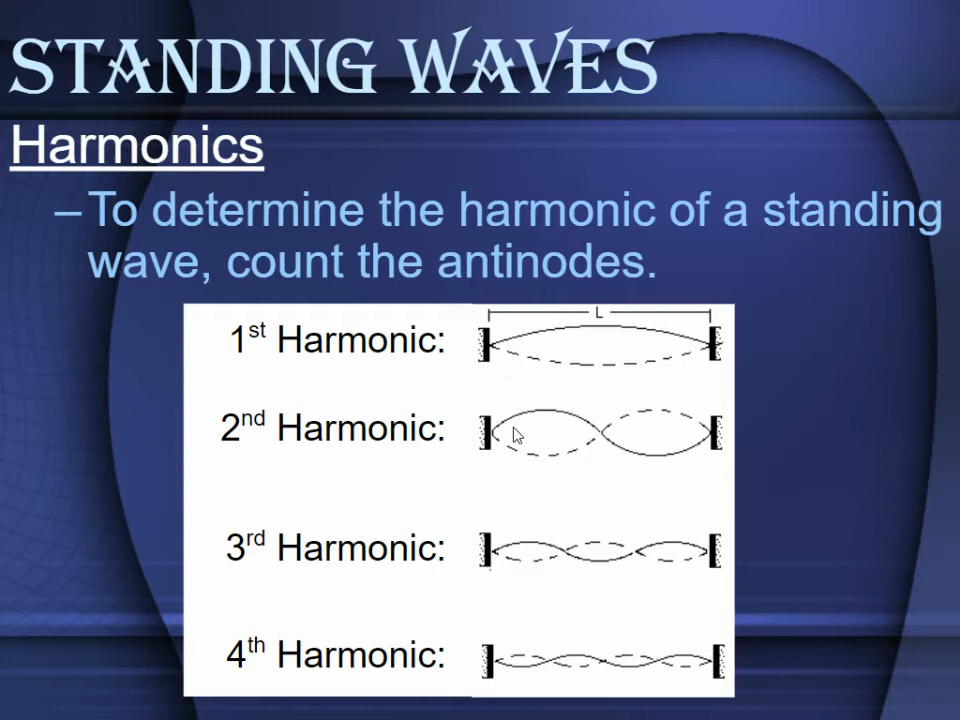 STANDING WAVES
Harmonics
– To determine the harmonic of a standing
wave, count the antinodes.
L
1st Harmonic:
2nd Harmonic:
3rd Harmonic:
4th Harmonic: